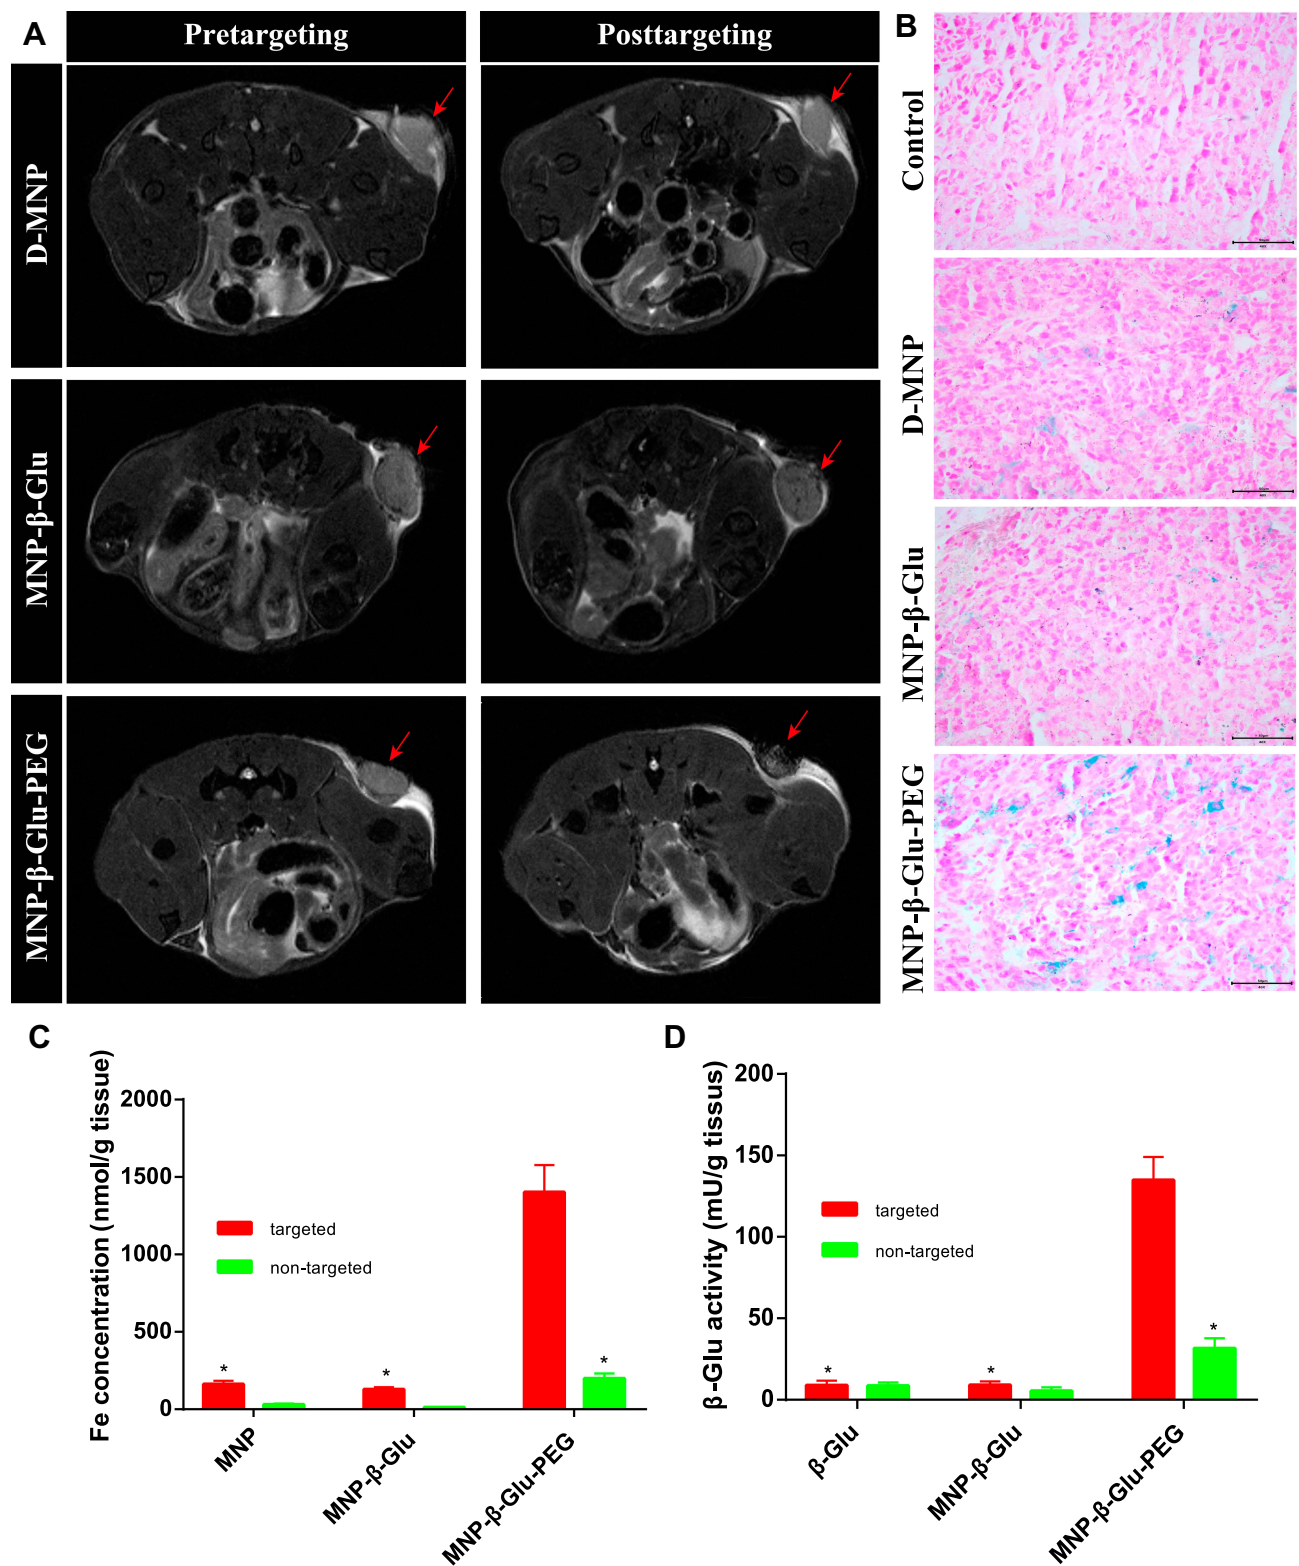 A
Pretargeting
Posttargeting
B
D-MNP
MNP-β-Glu
MNP-β-Glu-PEG
Control
D-MNP
MNP-β-Glu
MNP-β-Glu-PEG
C
Fe concentration (nmol/g tissue)
2000
1500
1000
500
0
targeted
non-targeted
*
*
*
MNP
MNP-β-Glu
MNP-β-Glu-PEG
D
β-Glu activity (mU/g tissus)
200
150
100
50
0
targeted
non-targeted
*
*
*
β-Glu
MNP-β-Glu
MNP-β-Glu-PEG